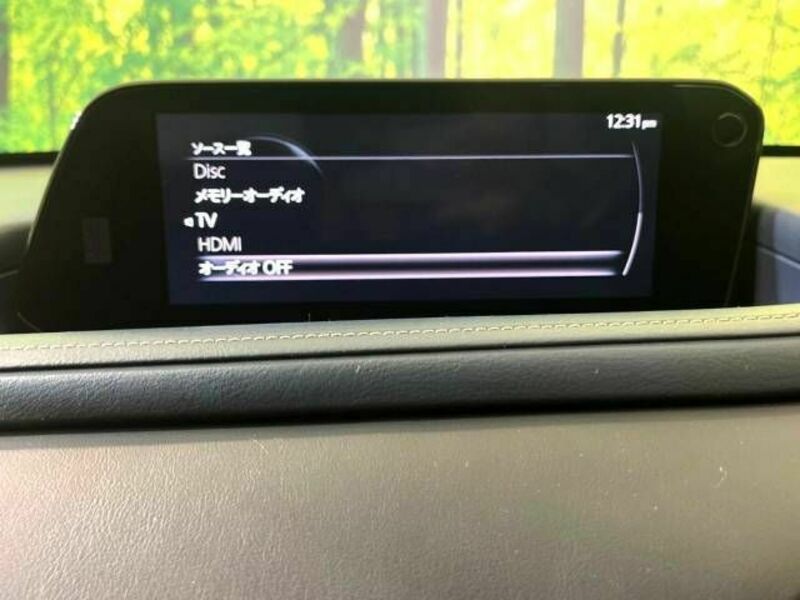 12:31pm
ソース一覧
Disc
メモリーオーディオ
TV
HDMI
オーディオ OFF